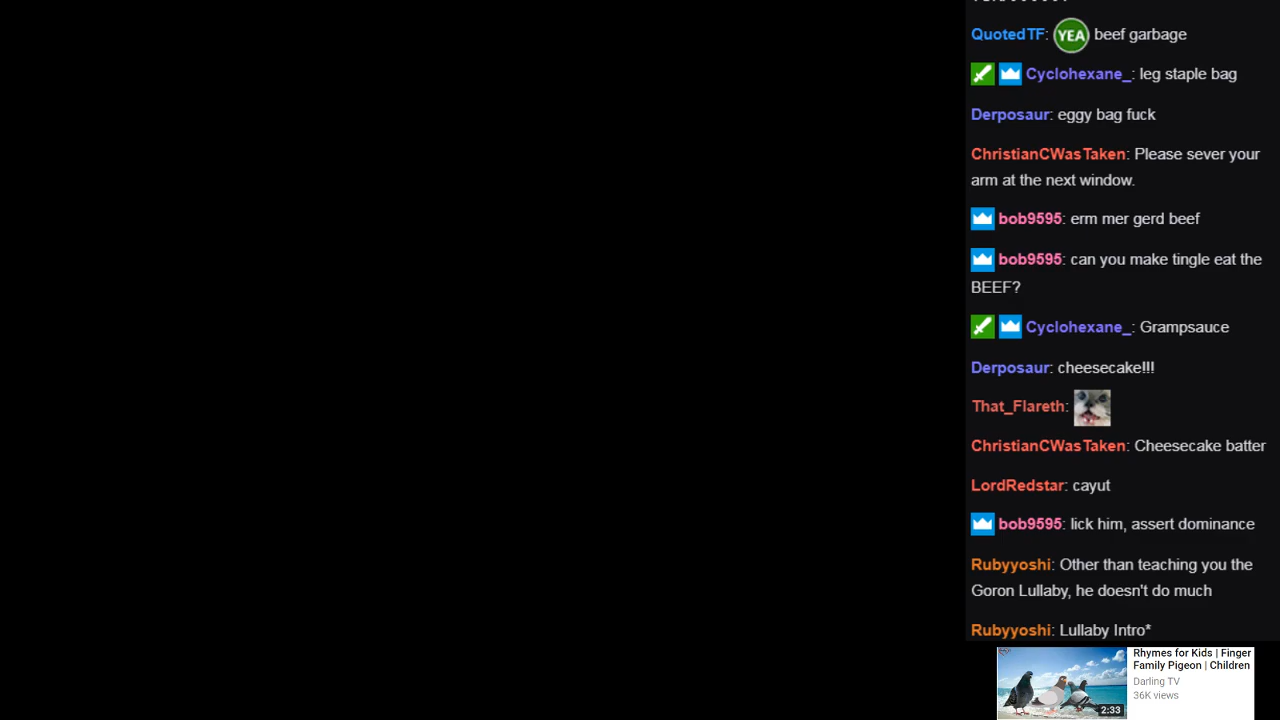 QuotedTF: YEA beef garbage
Cyclohexane_: leg staple bag
Derposaur: eggy bag fuck
ChristianCWasTaken: Please sever your
arm at the next window.
bob9595: erm mer gerd beef
bob9595: can you make tingle eat the
BEEF?
Cyclohexane_: Grampsauce
Derposaur: cheesecake!!!
That_Flareth:
ChristianCWasTaken: Cheesecake batter
LordRedstar: cayut
bob9595: lick him, assert dominance
Rubyyoshi: Other than teaching you the
Goron Lullaby, he doesn't do much
Rubyyoshi: Lullaby Intro*
Rhymes for Kids | Finger
Family Pigeon | Children
Darling TV
36K views
2:33